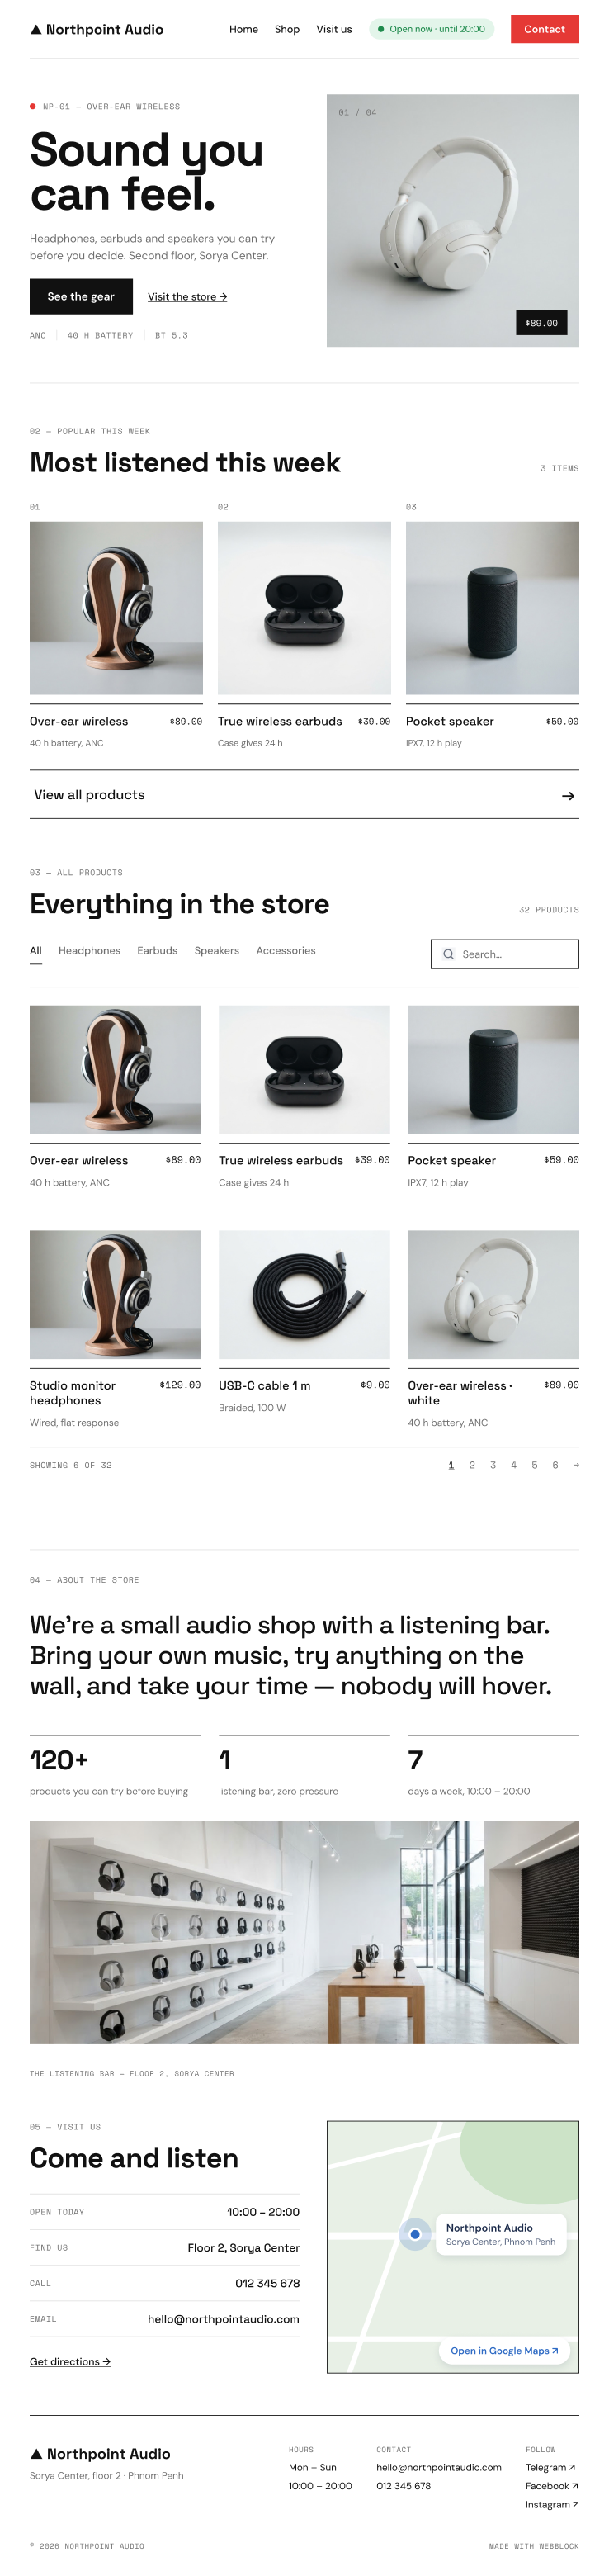 ▲ Northpoint Audio
Home Shop Visit us Open now · until 20:00 Contact
NP-01 — OVER-EAR WIRELESS
Sound you
can feel.
Headphones, earbuds and speakers you can try
before you decide. Second floor, Sorya Center.
See the gear Visit the store →
ANC 40 H BATTERY BT 5.3
01 / 04
$89.00
02 — POPULAR THIS WEEK
Most listened this week
3 ITEMS
01 02 03
Over-ear wireless $89.00 True wireless earbuds $39.00 Pocket speaker $59.00
40 h battery, ANC Case gives 24 h IPX7, 12 h play
View all products →
03 — ALL PRODUCTS
Everything in the store
32 PRODUCTS
All Headphones Earbuds Speakers Accessories Search...
Over-ear wireless $89.00 True wireless earbuds $39.00 Pocket speaker $59.00
40 h battery, ANC Case gives 24 h IPX7, 12 h play
Studio monitor $129.00 USB-C cable 1 m $9.00 Over-ear wireless · $89.00
headphones white
Wired, flat response Braided, 100 W 40 h battery, ANC
SHOWING 6 OF 32 1 2 3 4 5 6 →
04 — ABOUT THE STORE
We're a small audio shop with a listening bar.
Bring your own music, try anything on the
wall, and take your time — nobody will hover.
120+ 1 7
products you can try before buying listening bar, zero pressure days a week, 10:00 – 20:00
THE LISTENING BAR — FLOOR 2, SORYA CENTER
05 — VISIT US
Come and listen
OPEN TODAY 10:00 – 20:00
FIND US Floor 2, Sorya Center
CALL 012 345 678
EMAIL hello@northpointaudio.com
Get directions →
Northpoint Audio
Sorya Center, Phnom Penh
Open in Google Maps ↗
▲ Northpoint Audio
Sorya Center, floor 2 · Phnom Penh
HOURS CONTACT FOLLOW
Mon – Sun hello@northpointaudio.com Telegram ↗
10:00 – 20:00 012 345 678 Facebook ↗
Instagram ↗
© 2026 NORTHPOINT AUDIO MADE WITH WEBBLOCK